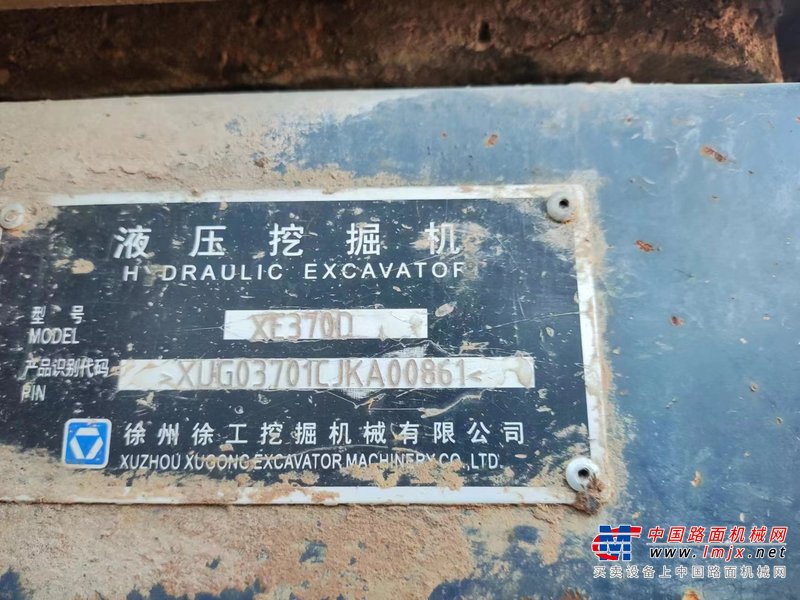 液压挖掘机
HYDRAULIC EXCAVATOR
型号
MODEL
XE370D
产品识别代码
PIN
>XUG03701CJKA00861<
徐州徐工挖掘机械有限公司
XUZHOU XUGONG EXCAVATOR MACHINERY CO., LTD
中国路面机械网
www.lmjx.net
买卖设备上中国路面机械网